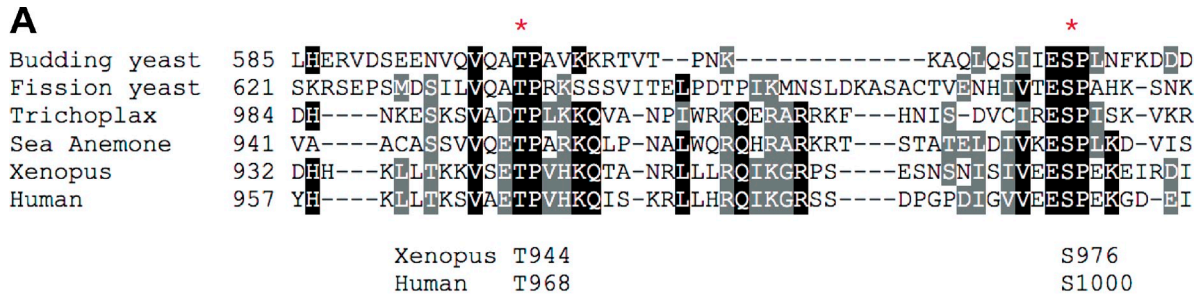 A
* *
Budding yeast 585 LHERVDSEENVQVQATPAVKKRTVT--PNK-------------KAQLQSIIESPLNFKDDD
Fission yeast 621 SKRSEPSMDSILVQATPRKSSSVITELPDTPIKMNSLDKASACTVENHIVTESPAHK-SNK
Trichoplax 984 DH----NKESKSVADTPLKKQVA-NPIWRKQERARRKF---HNIS-DVCIRESPISK-VKR
Sea Anemone 941 VA----ACASSVVQETPARKQLP-NALWQRQHRARKRT---STATELDIVKESPLKD-VIS
Xenopus 932 DHH---KLLTKKVSETPVHKQTA-NRLLLRQIKGRPS----ESNSNISIVEESPEKEIRDI
Human 957 YH----KLLTKSVAETPVHKQIS-KRLLHRQIKGRSS----DPGPDIGVVEESPEKGD-EI
Xenopus T944 S976
Human T968 S1000